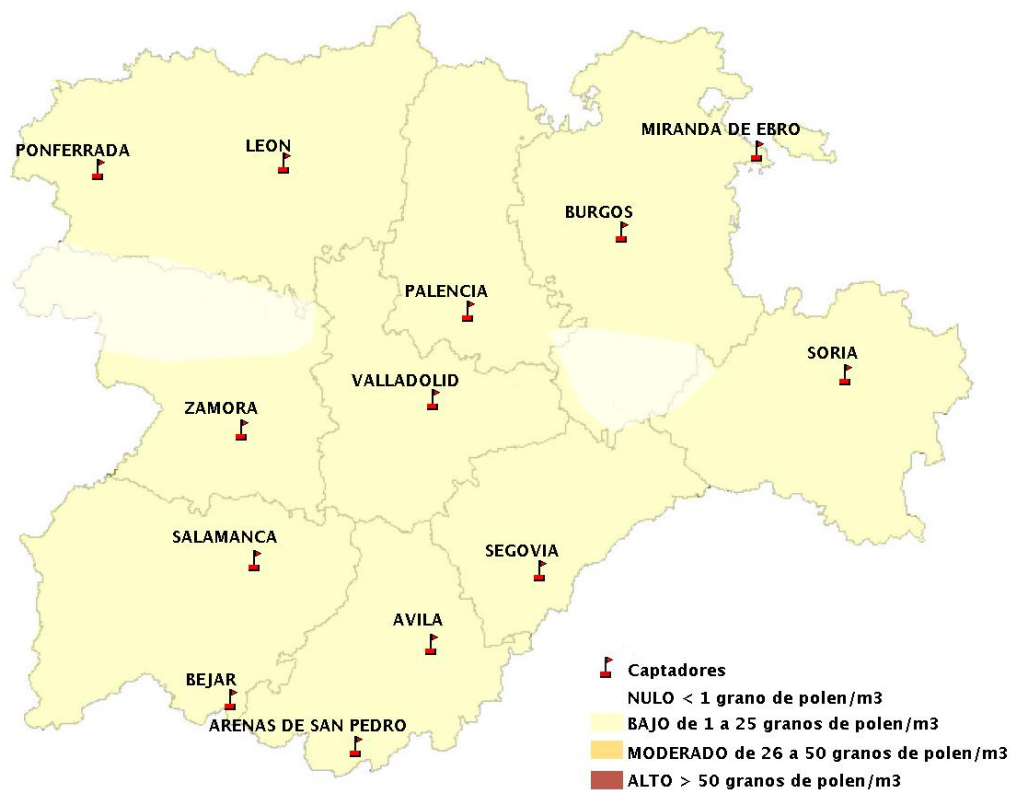 MIRANDA DE EBRO
PONFERRADA
LEON
BURGOS
PALENCIA
SORIA
VALLADOLID
ZAMORA
SALAMANCA
SEGOVIA
AVILA
BEJAR
ARENAS DE SAN PEDRO
Captadores
NULO < 1 grano de polen/m3
BAJO de 1 a 25 granos de polen/m3
MODERADO de 26 a 50 granos de polen/m3
ALTO > 50 granos de polen/m3